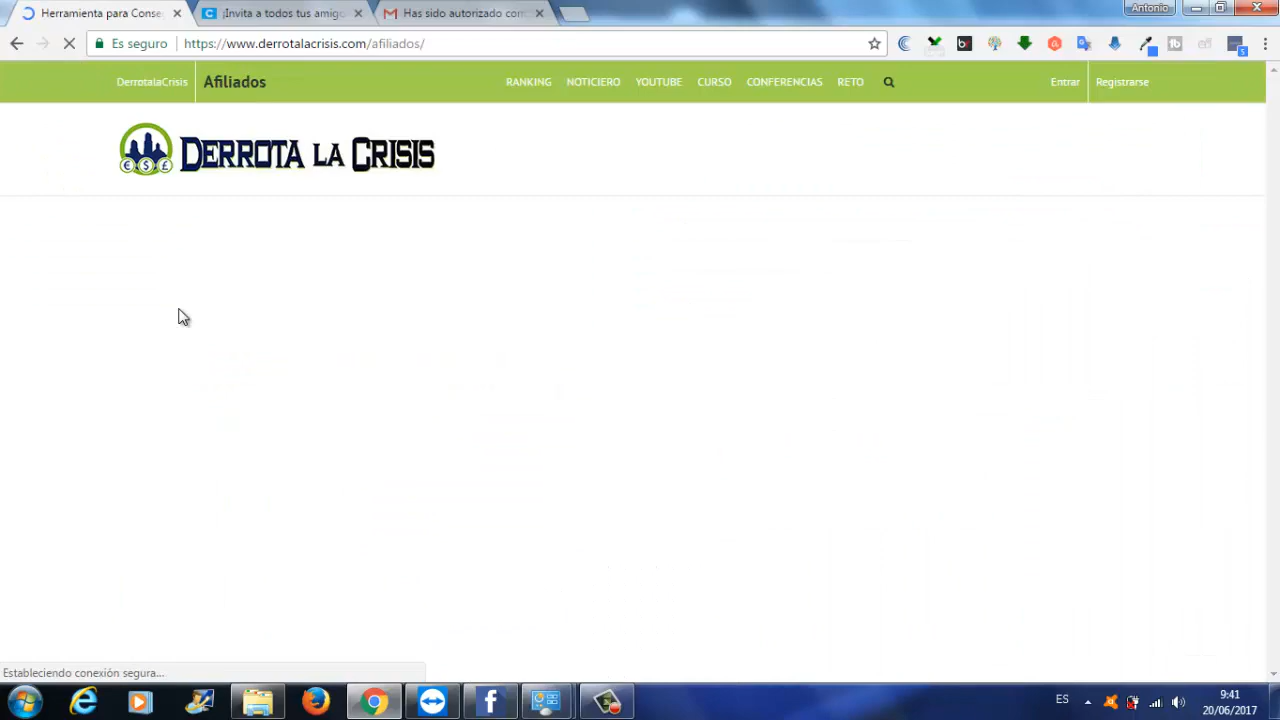 Herramienta para Conse
¡Invita a todos tus amigo
Has sido autorizado com
Antonio
Es seguro
https://www.derrotalacrisis.com/afiliados/
DerrotalaCrisis
Afiliados
RANKING
NOTICIERO
YOUTUBE
CURSO
CONFERENCIAS
RETO
Entrar
Registrarse
DERROTA LA CRISIS
Estableciendo conexión segura...
ES
9:41
20/06/2017